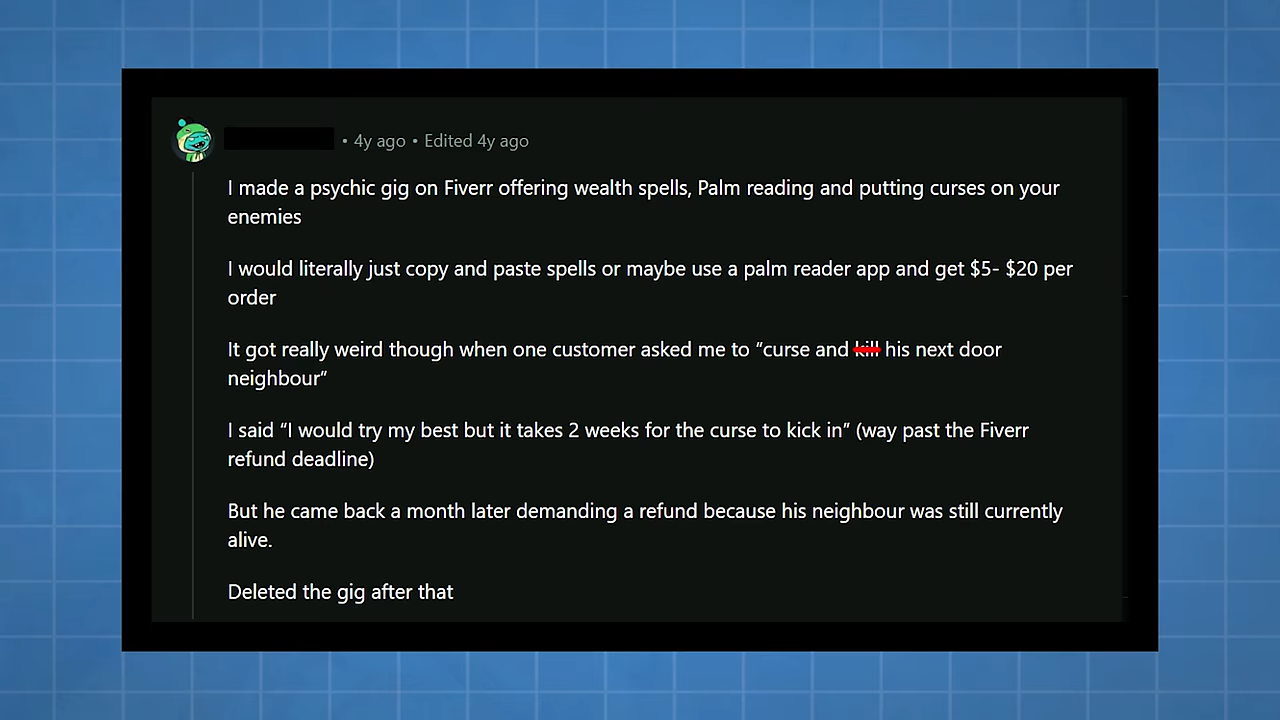 • 4y ago • Edited 4y ago
I made a psychic gig on Fiverr offering wealth spells, Palm reading and putting curses on your
enemies
I would literally just copy and paste spells or maybe use a palm reader app and get $5- $20 per
order
It got really weird though when one customer asked me to “curse and kill his next door
neighbour”
I said “I would try my best but it takes 2 weeks for the curse to kick in” (way past the Fiverr
refund deadline)
But he came back a month later demanding a refund because his neighbour was still currently
alive.
Deleted the gig after that